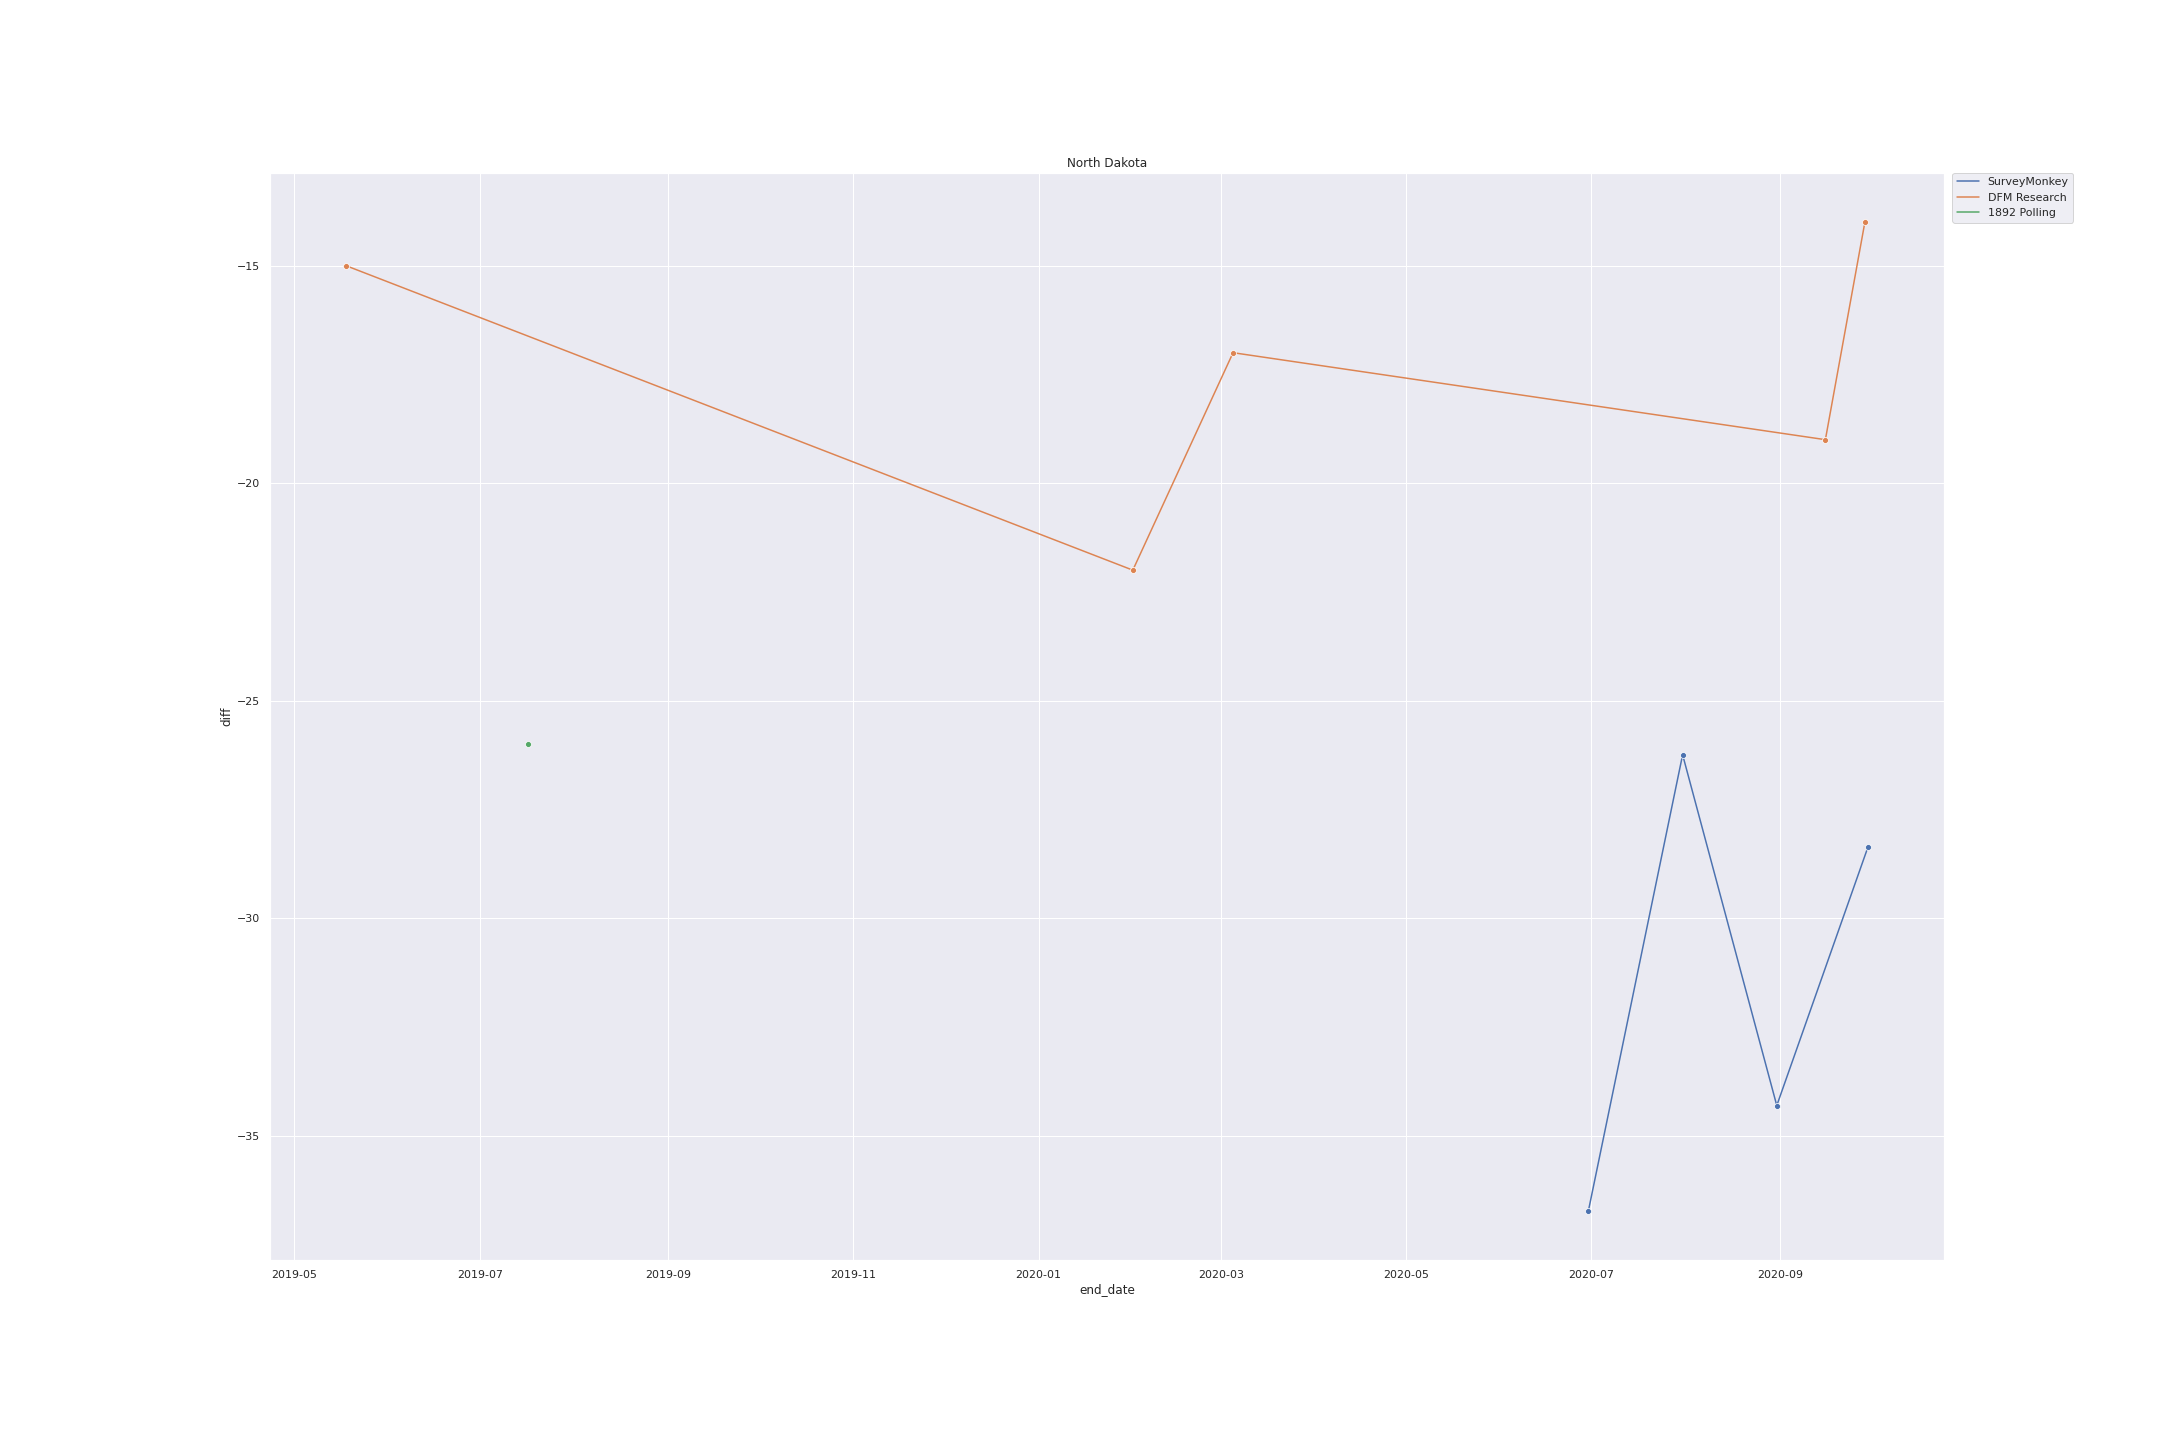 North Dakota
SurveyMonkey
DFM Research
1892 Polling
−15
−20
−25
−30
−35
diff
2019-05 2019-07 2019-09 2019-11 2020-01 2020-03 2020-05 2020-07 2020-09
end_date